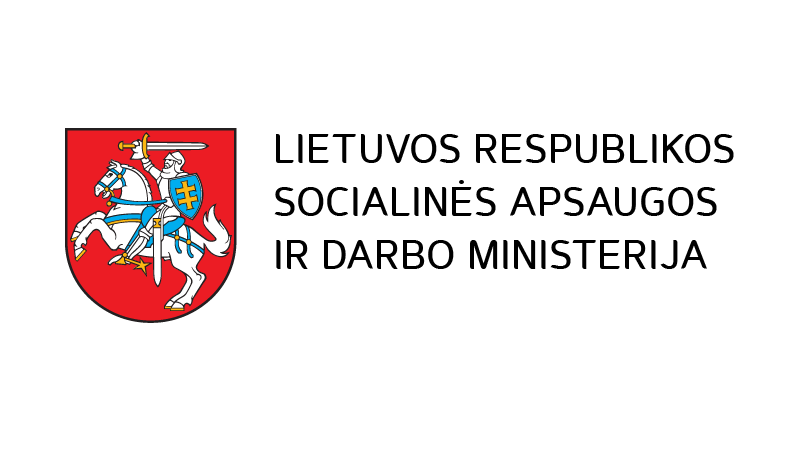 LIETUVOS RESPUBLIKOS
SOCIALINĖS APSAUGOS
IR DARBO MINISTERIJA